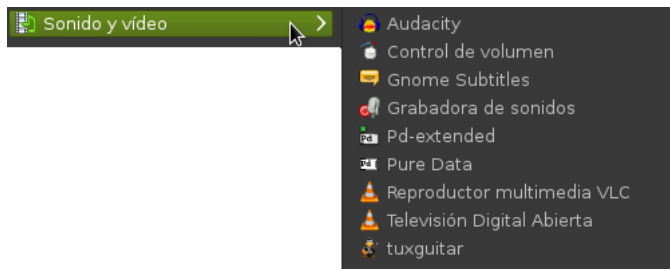 Sonido y vídeo
Audacity
Control de volumen
Gnome Subtitles
Grabadora de sonidos
Pd-extended
Pure Data
Reproductor multimedia VLC
Televisión Digital Abierta
tuxguitar